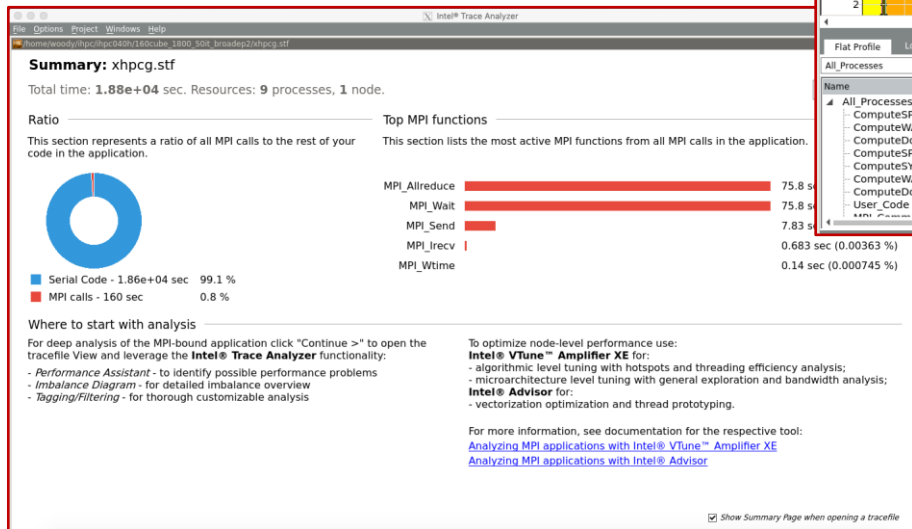 Intel® Trace Analyzer
File Options Project Windows Help
/home/woody/ihpc/ihpc040h/160cube_1800_50it_broadep2/xhpcg.stf
Summary: xhpcg.stf
Total time: 1.88e+04 sec. Resources: 9 processes, 1 node.
Ratio
This section represents a ratio of all MPI calls to the rest of your
code in the application.
Serial Code - 1.86e+04 sec 99.1 %
MPI calls - 160 sec 0.8 %
Top MPI functions
This section lists the most active MPI functions from all MPI calls in the application.
MPI_Allreduce 75.8
MPI_Wait 75.8
MPI_Send 7.83
MPI_Irecv 0.683 sec (0.00363 %)
MPI_Wtime 0.14 sec (0.000745 %)
Where to start with analysis
For deep analysis of the MPI-bound application click "Continue >" to open the
tracefile View and leverage the Intel® Trace Analyzer functionality:
- Performance Assistant - to identify possible performance problems
- Imbalance Diagram - for detailed imbalance overview
- Tagging/Filtering - for thorough customizable analysis
To optimize node-level performance use:
Intel® VTune™ Amplifier XE for:
- algorithmic level tuning with hotspots and threading efficiency analysis;
- microarchitecture level tuning with general exploration and bandwidth analysis;
Intel® Advisor for:
- vectorization optimization and thread prototyping.
For more information, see documentation for the respective tool:
Analyzing MPI applications with Intel® VTune™ Amplifier XE
Analyzing MPI applications with Intel® Advisor
Show Summary Page when opening a tracefile
2
Flat Profile
All_Processes
Name
All_Processes
ComputeSP
ComputeWA
ComputeDo
ComputeSP
ComputeSY
ComputeWA
ComputeDo
User_Code